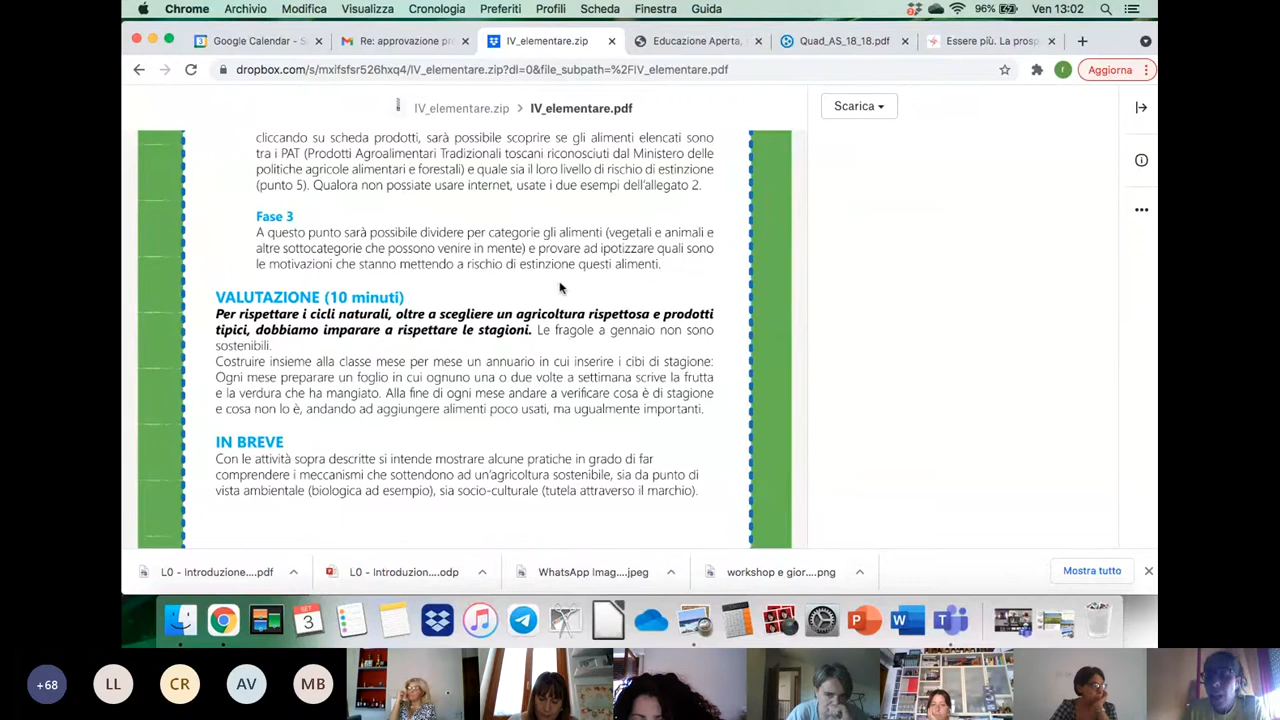 Chrome Archivio Modifica Visualizza Cronologia Preferiti Profili Scheda Finestra Guida 96% Ven 13:02
Google Calendar - S Re: approvazione pr IV_elementare.zip Educazione Aperta, Quad_AS_18_18.pdf Essere più. La prosp
dropbox.com/s/mxifsfsr526hxq4/IV_elementare.zip?dl=0&file_subpath=%2FIV_elementare.pdf Aggiorna
IV_elementare.zip > IV_elementare.pdf Scarica
cliccando su scheda prodotti, sarà possibile scoprire se gli alimenti elencati sono
tra i PAT (Prodotti Agroalimentari Tradizionali toscani riconosciuti dal Ministero delle
politiche agricole alimentari e forestali) e quale sia il loro livello di rischio di estinzione
(punto 5). Qualora non possiate usare internet, usate i due esempi dell'allegato 2.
Fase 3
A questo punto sarà possibile dividere per categorie gli alimenti (vegetali e animali e
altre sottocategorie che possono venire in mente) e provare ad ipotizzare quali sono
le motivazioni che stanno mettendo a rischio di estinzione questi alimenti.
VALUTAZIONE (10 minuti)
Per rispettare i cicli naturali, oltre a scegliere un agricoltura rispettosa e prodotti
tipici, dobbiamo imparare a rispettare le stagioni. Le fragole a gennaio non sono
sostenibili.
Costruire insieme alla classe mese per mese un annuario in cui inserire i cibi di stagione:
Ogni mese preparare un foglio in cui ognuno una o due volte a settimana scrive la frutta
e la verdura che ha mangiato. Alla fine di ogni mese andare a verificare cosa è di stagione
e cosa non lo è, andando ad aggiungere alimenti poco usati, ma ugualmente importanti.
IN BREVE
Con le attività sopra descritte si intende mostrare alcune pratiche in grado di far
comprendere i meccanismi che sottendono ad un'agricoltura sostenibile, sia da punto di
vista ambientale (biologica ad esempio), sia socio-culturale (tutela attraverso il marchio).
L0 - Introduzione....pdf L0 - Introduzion....odp WhatsApp Imag....jpeg workshop e gior....png Mostra tutto
SET
3
+68 LL CR AV MB